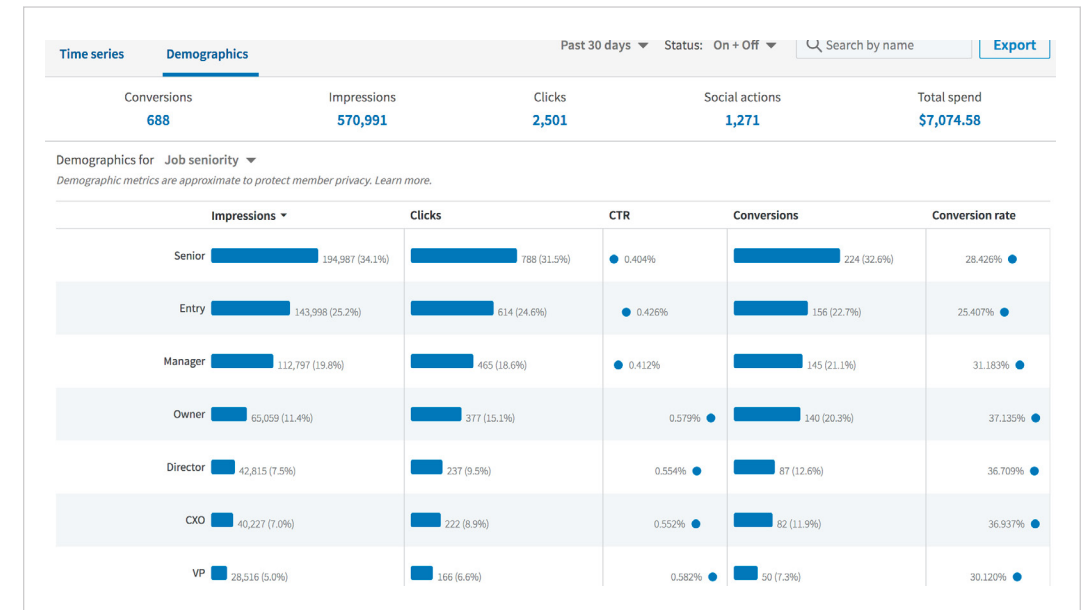 Time series Demographics Past 30 days Status: On + Off Search by name Export
Conversions Impressions Clicks Social actions Total spend
688 570,991 2,501 1,271 $7,074.58
Demographics for Job seniority
Demographic metrics are approximate to protect member privacy. Learn more.
Impressions Clicks CTR Conversions Conversion rate
Senior 194,987 (34.1%) 788 (31.5%) 0.404% 224 (32.6%) 28.426%
Entry 143,998 (25.2%) 614 (24.6%) 0.426% 156 (22.7%) 25.407%
Manager 112,797 (19.8%) 465 (18.6%) 0.412% 145 (21.1%) 31.183%
Owner 65,059 (11.4%) 377 (15.1%) 0.579% 140 (20.3%) 37.135%
Director 42,815 (7.5%) 237 (9.5%) 0.554% 87 (12.6%) 36.709%
CXO 40,227 (7.0%) 222 (8.9%) 0.552% 82 (11.9%) 36.937%
VP 28,516 (5.0%) 166 (6.6%) 0.582% 50 (7.3%) 30.120%